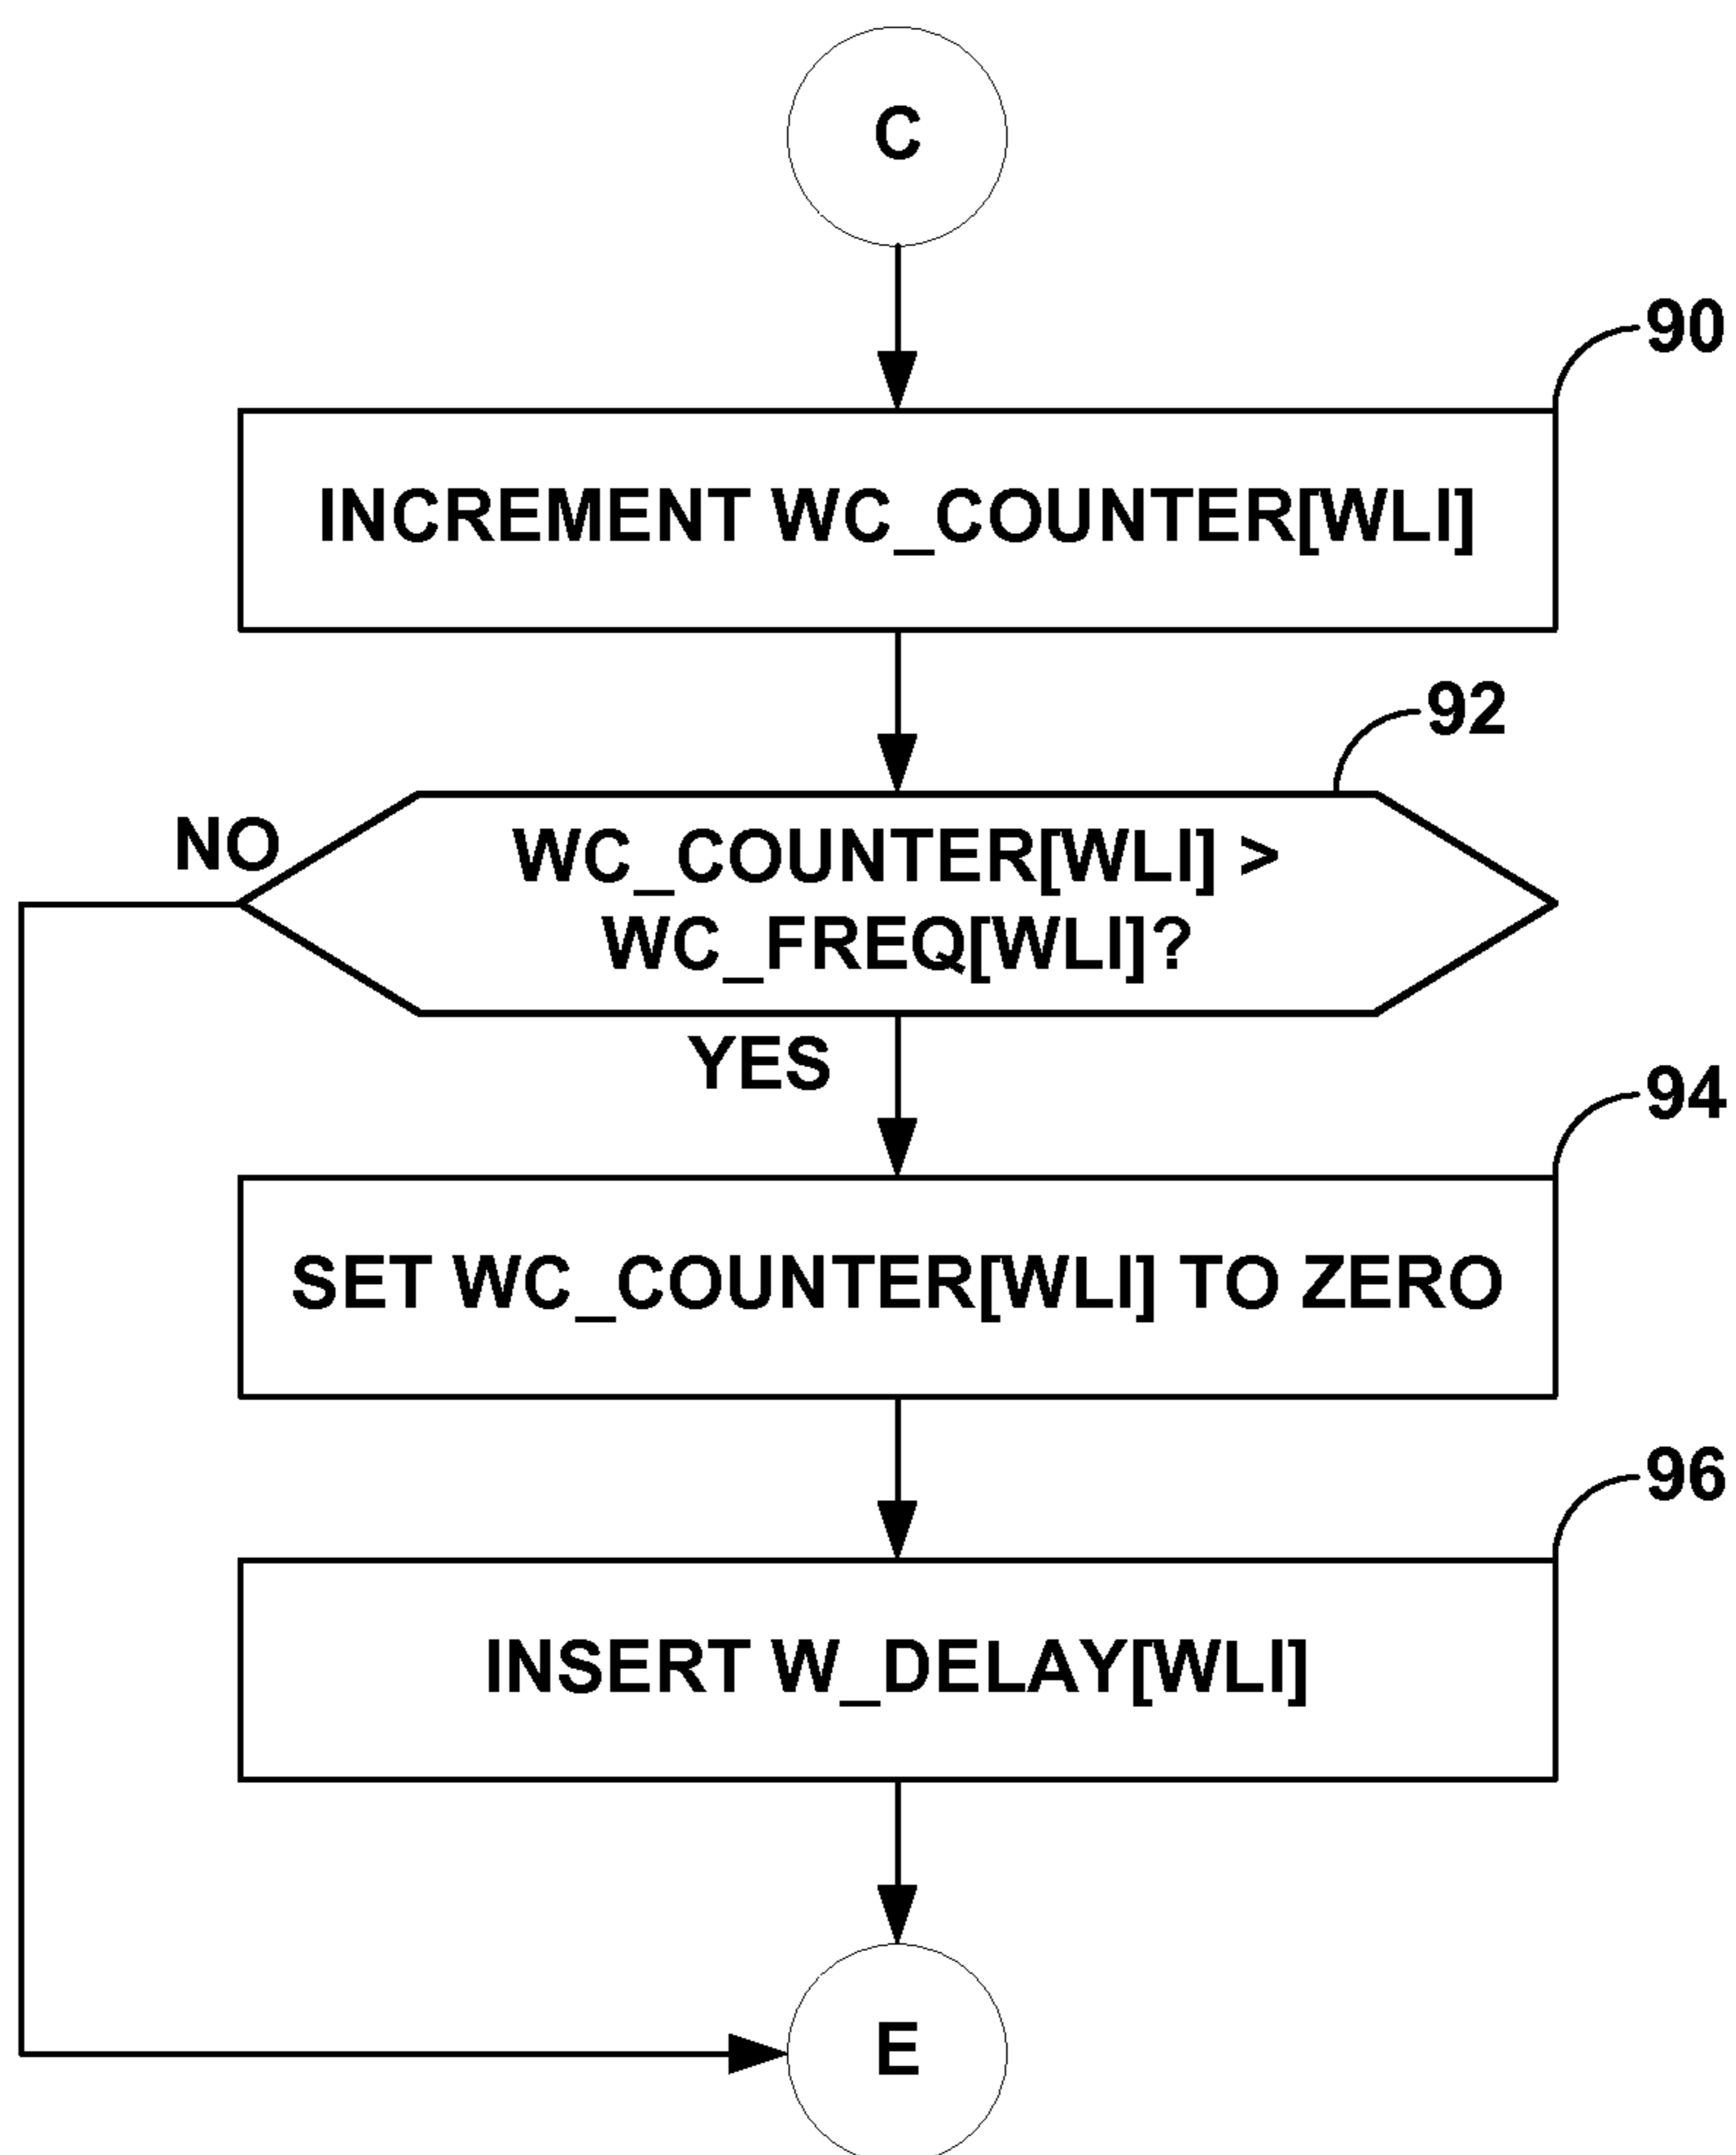 C
90
INCREMENT WC_COUNTER[WLI]
92
NO
WC_COUNTER[WLI] >
WC_FREQ[WLI]?
YES
94
SET WC_COUNTER[WLI] TO ZERO
96
INSERT W_DELAY[WLI]
E